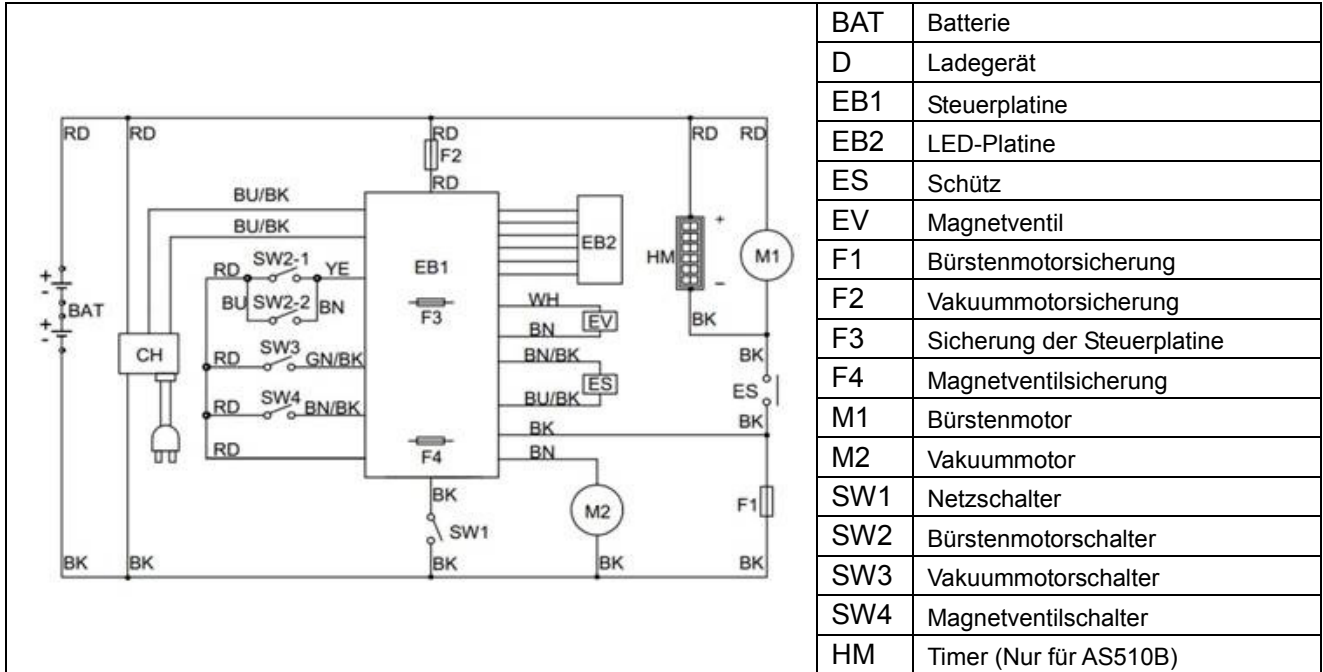 RD RD RD RD RD
F2
RD
BU/BK
BU/BK
SW2-1
RD YE
BU SW2-2 BN
EB1
EB2
HM
+
-
M1
F3
WH
EV
BN
BK
+
-
BAT
+
-
CH
SW3
RD GN/BK
BN/BK
ES
BU/BK
BK
ES
BK
SW4
RD BN/BK
BK
RD
F4
BN
BK
M2
F1
SW1
BK BK BK BK BK
BAT Batterie
D Ladegerät
EB1 Steuerplatine
EB2 LED-Platine
ES Schütz
EV Magnetventil
F1 Bürstenmotorsicherung
F2 Vakuummotorsicherung
F3 Sicherung der Steuerplatine
F4 Magnetventilsicherung
M1 Bürstenmotor
M2 Vakuummotor
SW1 Netzschalter
SW2 Bürstenmotorschalter
SW3 Vakuummotorschalter
SW4 Magnetventilschalter
HM Timer (Nur für AS510B)